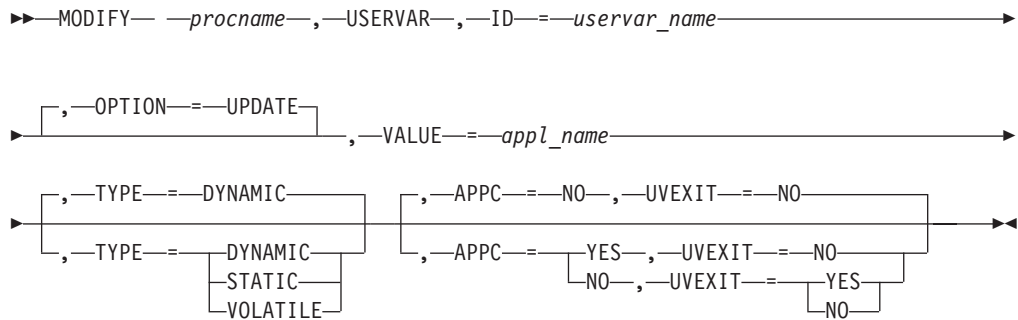 MODIFY procname , USERVAR , ID = uservar_name
, OPTION = UPDATE
, VALUE = appl_name
, TYPE = DYNAMIC , APPC = NO , UVEXIT = NO
, TYPE = DYNAMIC , APPC = YES , UVEXIT = NO
STATIC NO , UVEXIT = YES
VOLATILE NO